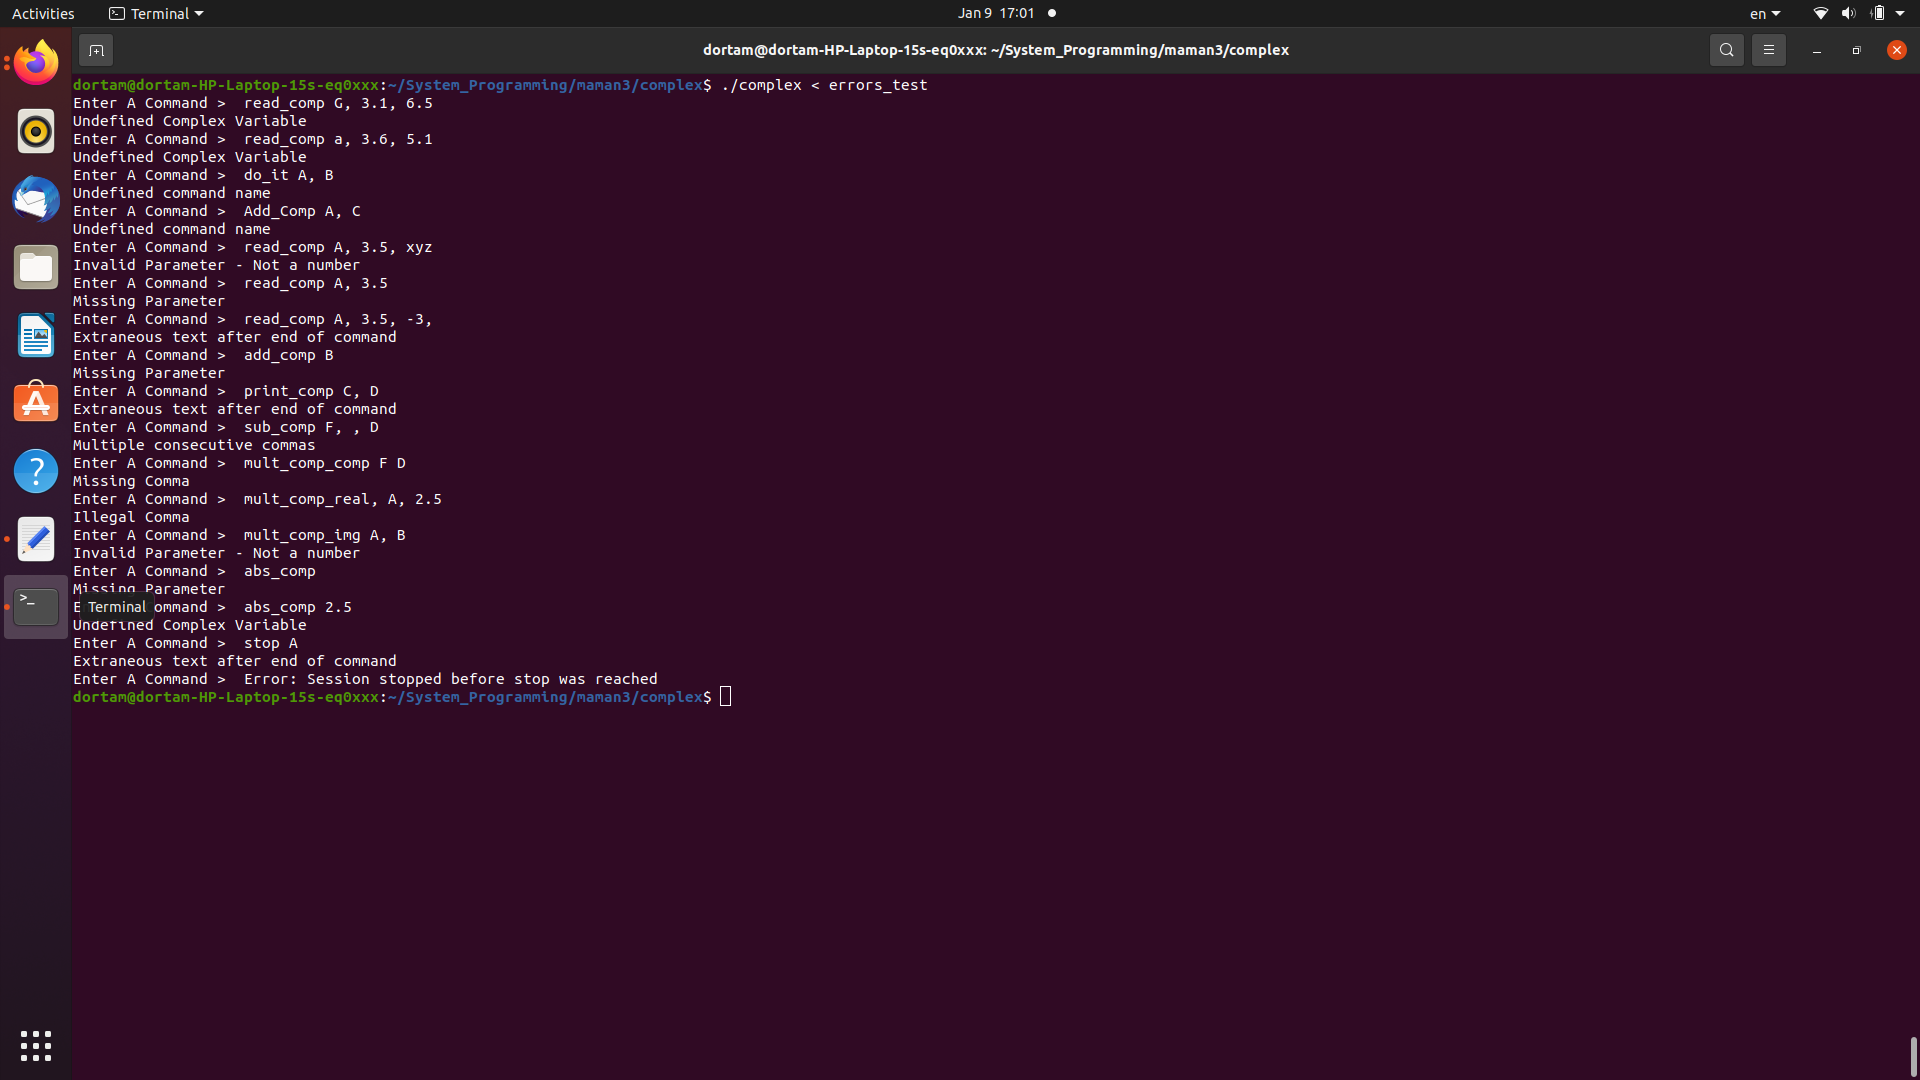 Activities
Terminal
Jan 9 17:01
en
dortam@dortam-HP-Laptop-15s-eq0xxx: ~/System_Programming/maman3/complex
dortam@dortam-HP-Laptop-15s-eq0xxx:~/System_Programming/maman3/complex$ ./complex < errors_test
Enter A Command >  read_comp G, 3.1, 6.5
Undefined Complex Variable
Enter A Command >  read_comp a, 3.6, 5.1
Undefined Complex Variable
Enter A Command >  do_it A, B
Undefined command name
Enter A Command >  Add_Comp A, C
Undefined command name
Enter A Command >  read_comp A, 3.5, xyz
Invalid Parameter - Not a number
Enter A Command >  read_comp A, 3.5
Missing Parameter
Enter A Command >  read_comp A, 3.5, -3,
Extraneous text after end of command
Enter A Command >  add_comp B
Missing Parameter
Enter A Command >  print_comp C, D
Extraneous text after end of command
Enter A Command >  sub_comp F, , D
Multiple consecutive commas
Enter A Command >  mult_comp_comp F D
Missing Comma
Enter A Command >  mult_comp_real, A, 2.5
Illegal Comma
Enter A Command >  mult_comp_img A, B
Invalid Parameter - Not a number
Enter A Command >  abs_comp
Missing Parameter
Terminal
E ommand >  abs_comp 2.5
Undefined Complex Variable
Enter A Command >  stop A
Extraneous text after end of command
Enter A Command >  Error: Session stopped before stop was reached
dortam@dortam-HP-Laptop-15s-eq0xxx:~/System_Programming/maman3/complex$